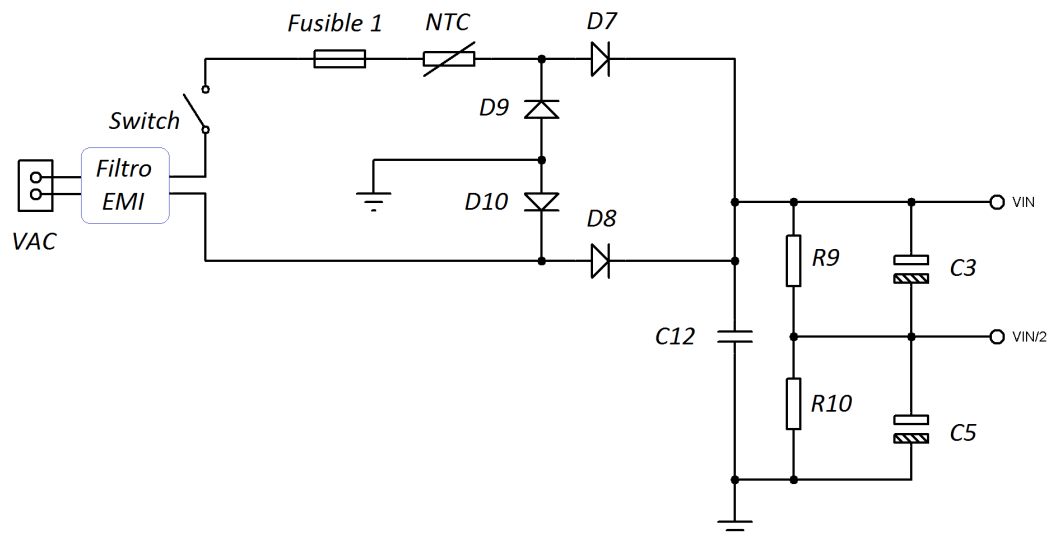 Fusible 1
NTC
D7
D9
Switch
Filtro
EMI
D10
D8
VIN
VAC
R9
C3
C12
VIN/2
R10
C5